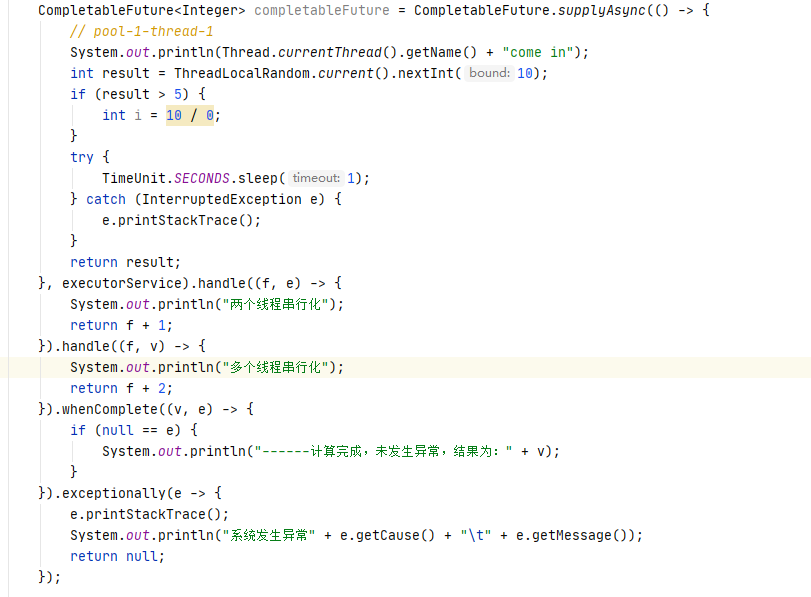 CompletableFuture<Integer> completableFuture = CompletableFuture.supplyAsync(() -> {
    // pool-1-thread-1
    System.out.println(Thread.currentThread().getName() + "come in");
    int result = ThreadLocalRandom.current().nextInt( bound: 10);
    if (result > 5) {
        int i = 10 / 0;
    }
    try {
        TimeUnit.SECONDS.sleep( timeout: 1);
    } catch (InterruptedException e) {
        e.printStackTrace();
    }
    return result;
}, executorService).handle((f, e) -> {
    System.out.println("两个线程串行化");
    return f + 1;
}).handle((f, v) -> {
    System.out.println("多个线程串行化");
    return f + 2;
}).whenComplete((v, e) -> {
    if (null == e) {
        System.out.println("------计算完成，未发生异常，结果为：" + v);
    }
}).exceptionally(e -> {
    e.printStackTrace();
    System.out.println("系统发生异常" + e.getCause() + "\t" + e.getMessage());
    return null;
});